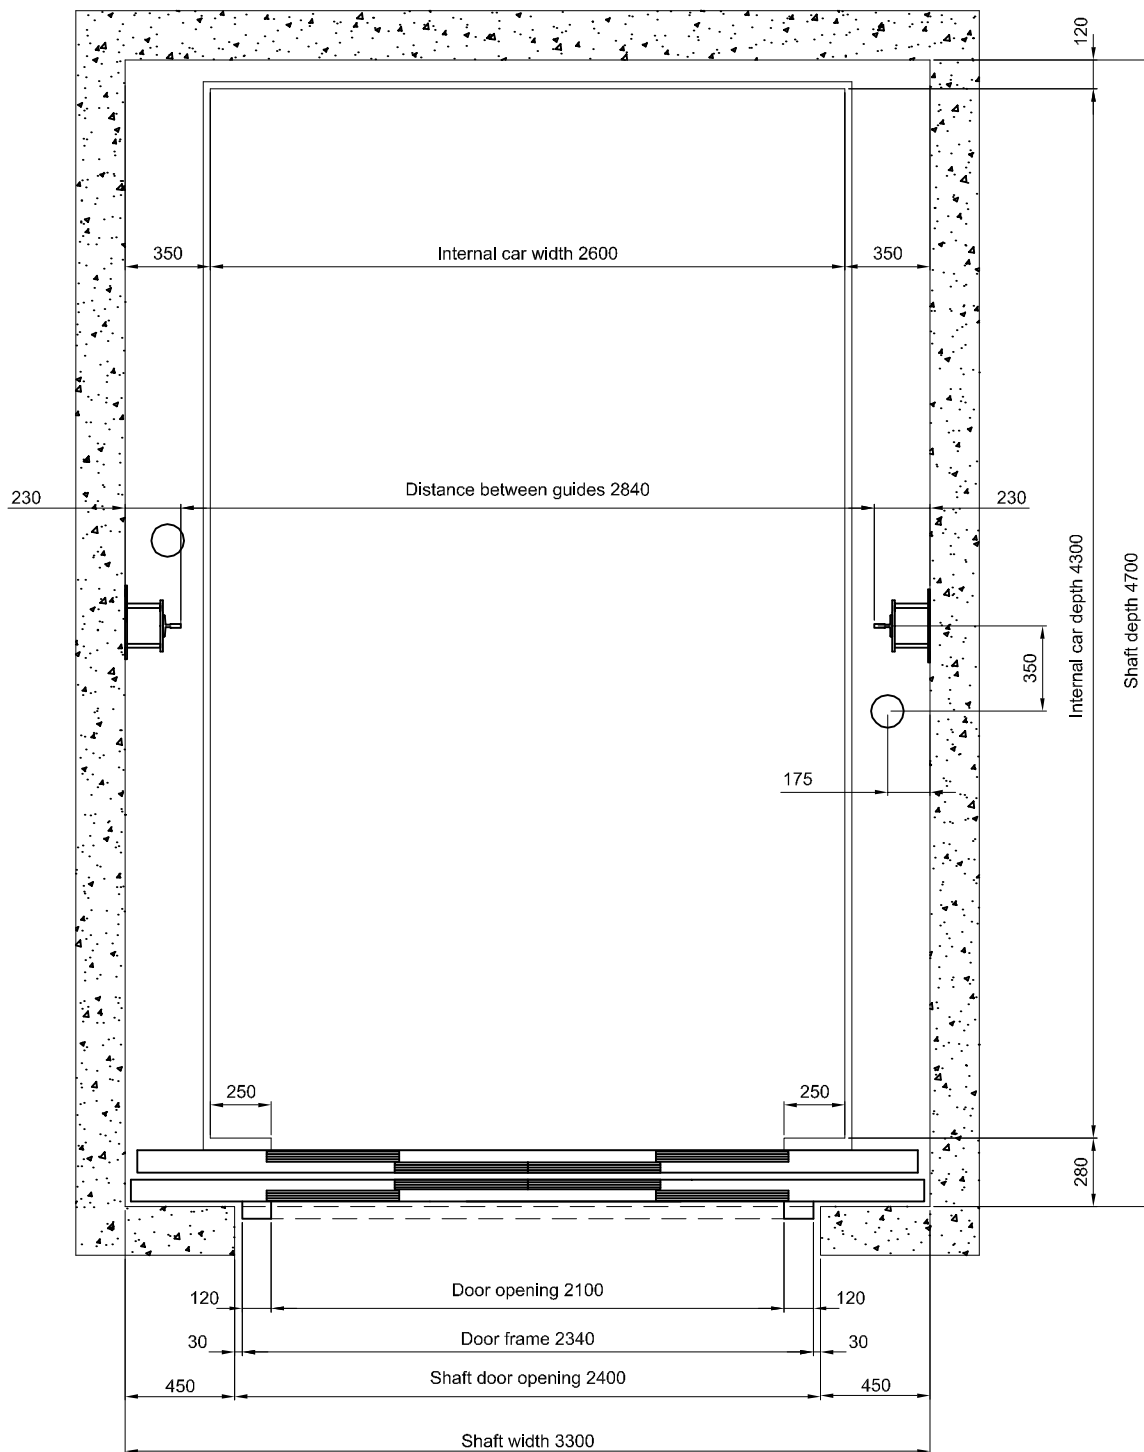 120
350
Internal car width 2600
350
230
Distance between guides 2840
230
Internal car depth 4300
Shaft depth 4700
350
175
250
250
280
120
Door opening 2100
120
30
Door frame 2340
30
450
Shaft door opening 2400
450
Shaft width 3300